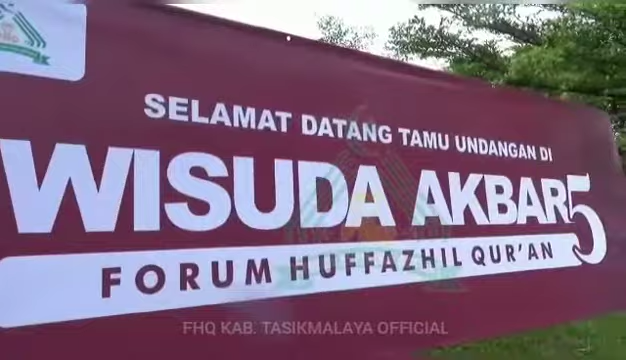 SELAMAT DATANG TAMU UNDANGAN DI
WISUDA AKBAR 5
FORUM HUFFAZHIL QUR'AN
FHQ KAB. TASIKMALAYA OFFICIAL